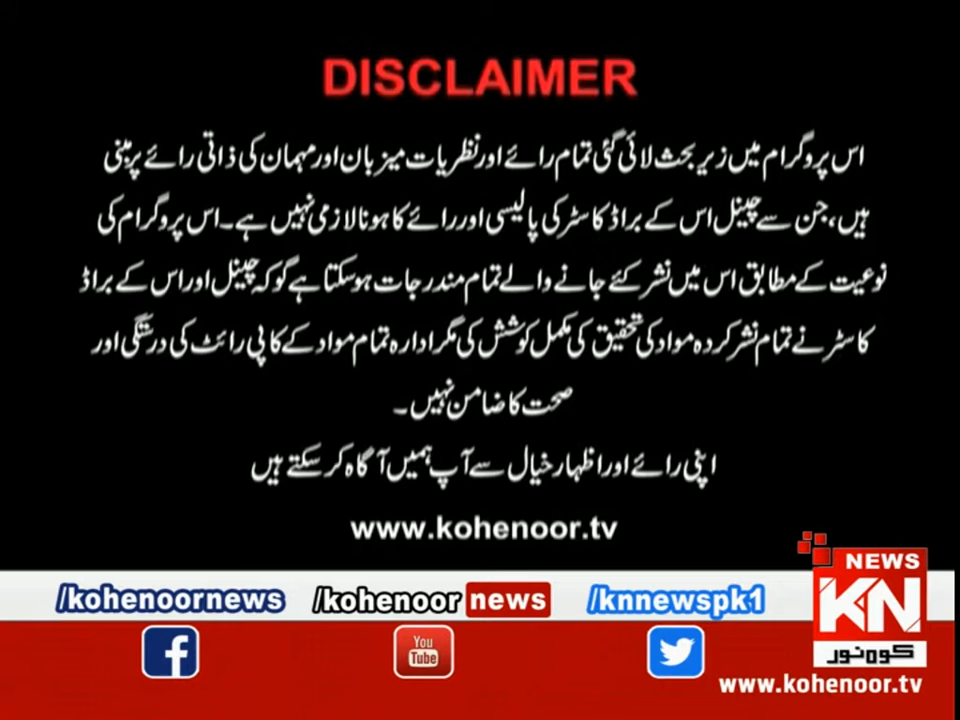 DISCLAIMER
اس پروگرام میں زیر بحث لائی گئی تمام رائے اور نظریات میزبان اور مہمان کی ذاتی رائے پر مبنی
ہیں، جن سے چینل اس کے براڈ کاسٹر کی پالیسی اور رائے کا ہونا لازمی نہیں ہے۔ اس پروگرام کی
نوعیت کے مطابق اس میں نشر کئے جانے والے تمام مندرجات ہو سکتا ہے گو کہ چینل اور اس کے براڈ
کاسٹر نے تمام نشر کردہ مواد کی تحقیق کی مکمل کوشش کی مگر ادارہ تمام مواد کے کاپی رائٹ کی درستگی اور
صحت کا ضامن نہیں۔
اپنی رائے اور اظہار خیال سے آپ ہمیں آگاہ کر سکتے ہیں
www.kohenoor.tv
/kohenoornews
/kohenoor news
/knnewspk1
You Tube
NEWS
KN
کوہ نور
www.kohenoor.tv